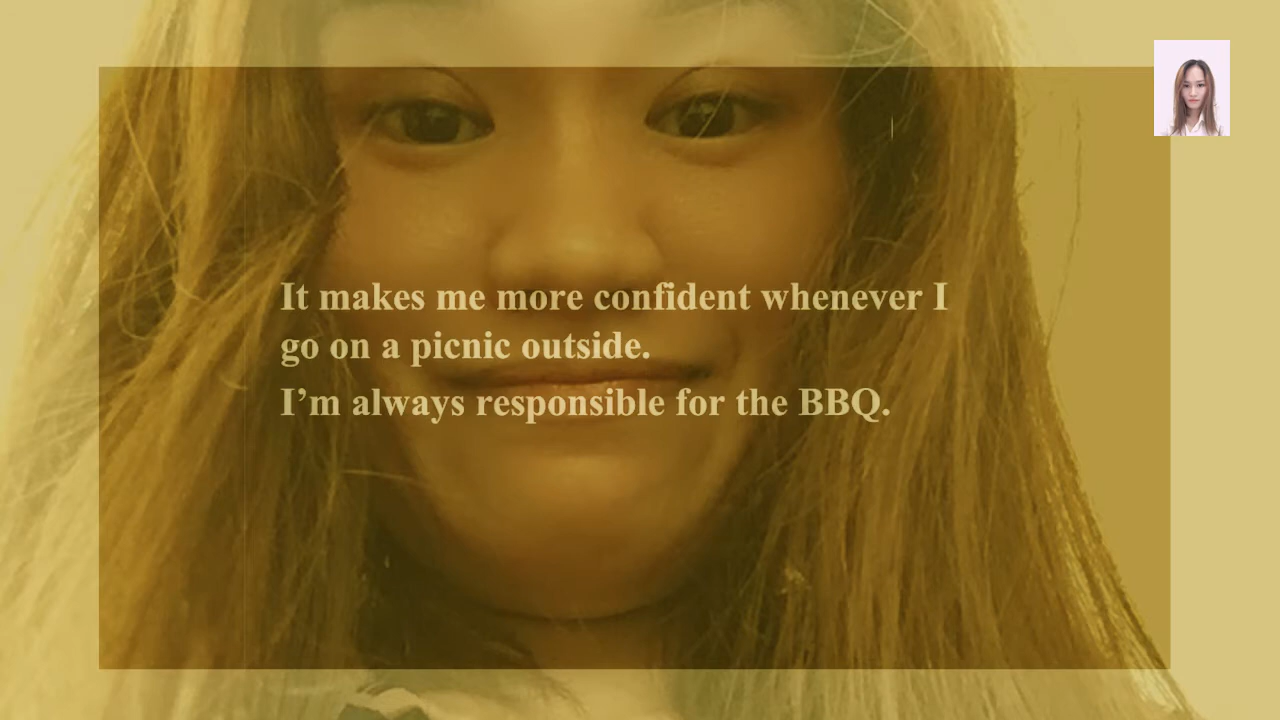 It makes me more confident whenever I
go on a picnic outside.
I’m always responsible for the BBQ.